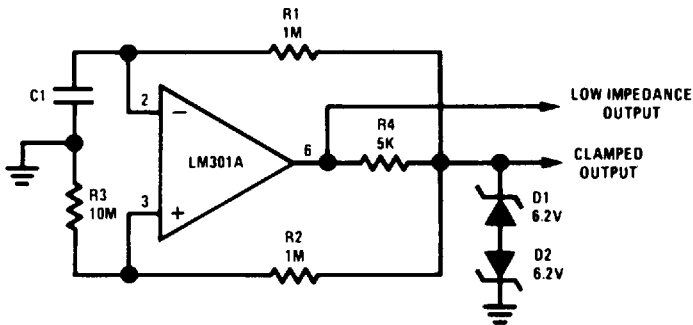 R1
1M
C1
2
−
LM301A
6
R4
5K
LOW IMPEDANCE
OUTPUT
CLAMPED
OUTPUT
R3
10M
3
+
R2
1M
D1
6.2V
D2
6.2V